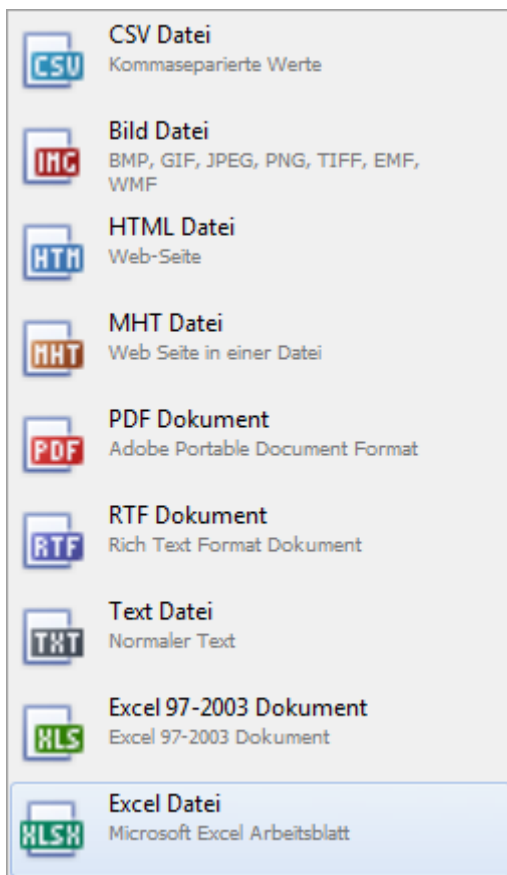 CSV Datei
CSV
Kommaseparierte Werte
Bild Datei
IMG
BMP, GIF, JPEG, PNG, TIFF, EMF,
WMF
HTML Datei
HTM
Web-Seite
MHT Datei
MHT
Web Seite in einer Datei
PDF Dokument
PDF
Adobe Portable Document Format
RTF Dokument
RTF
Rich Text Format Dokument
Text Datei
TXT
Normaler Text
Excel 97-2003 Dokument
XLS
Excel 97-2003 Dokument
Excel Datei
XLSX
Microsoft Excel Arbeitsblatt